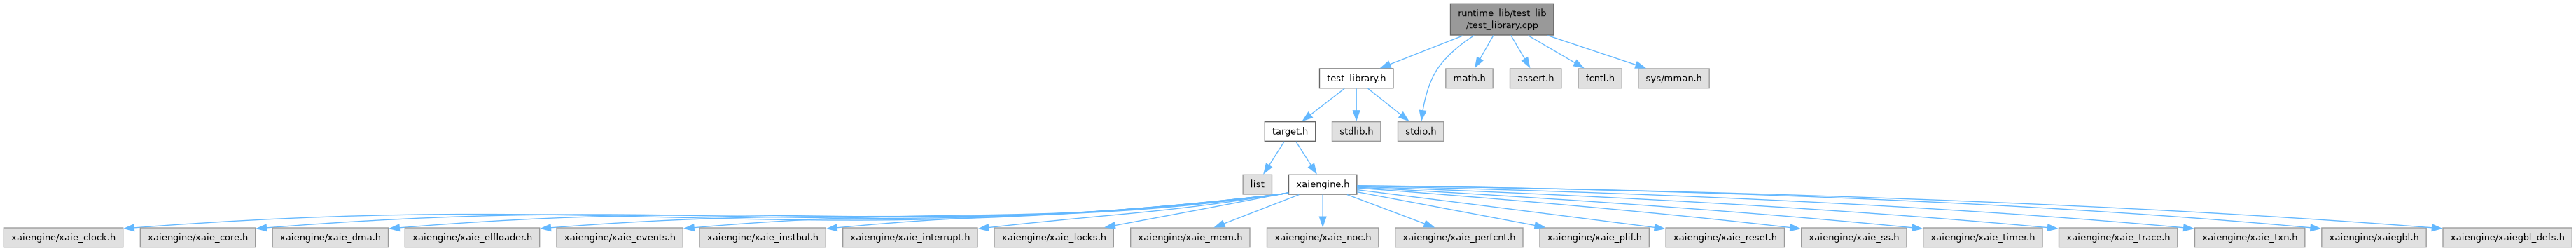 runtime_lib/test_lib
/test_library.cpp
test_library.h
math.h
assert.h
fcntl.h
sys/mman.h
target.h
stdlib.h
stdio.h
list
xaiengine.h
xaiengine/xaie_clock.h
xaiengine/xaie_core.h
xaiengine/xaie_dma.h
xaiengine/xaie_elfloader.h
xaiengine/xaie_events.h
xaiengine/xaie_instbuf.h
xaiengine/xaie_interrupt.h
xaiengine/xaie_locks.h
xaiengine/xaie_mem.h
xaiengine/xaie_noc.h
xaiengine/xaie_perfcnt.h
xaiengine/xaie_plif.h
xaiengine/xaie_reset.h
xaiengine/xaie_ss.h
xaiengine/xaie_timer.h
xaiengine/xaie_trace.h
xaiengine/xaie_txn.h
xaiengine/xaiegbl.h
xaiengine/xaiegbl_defs.h